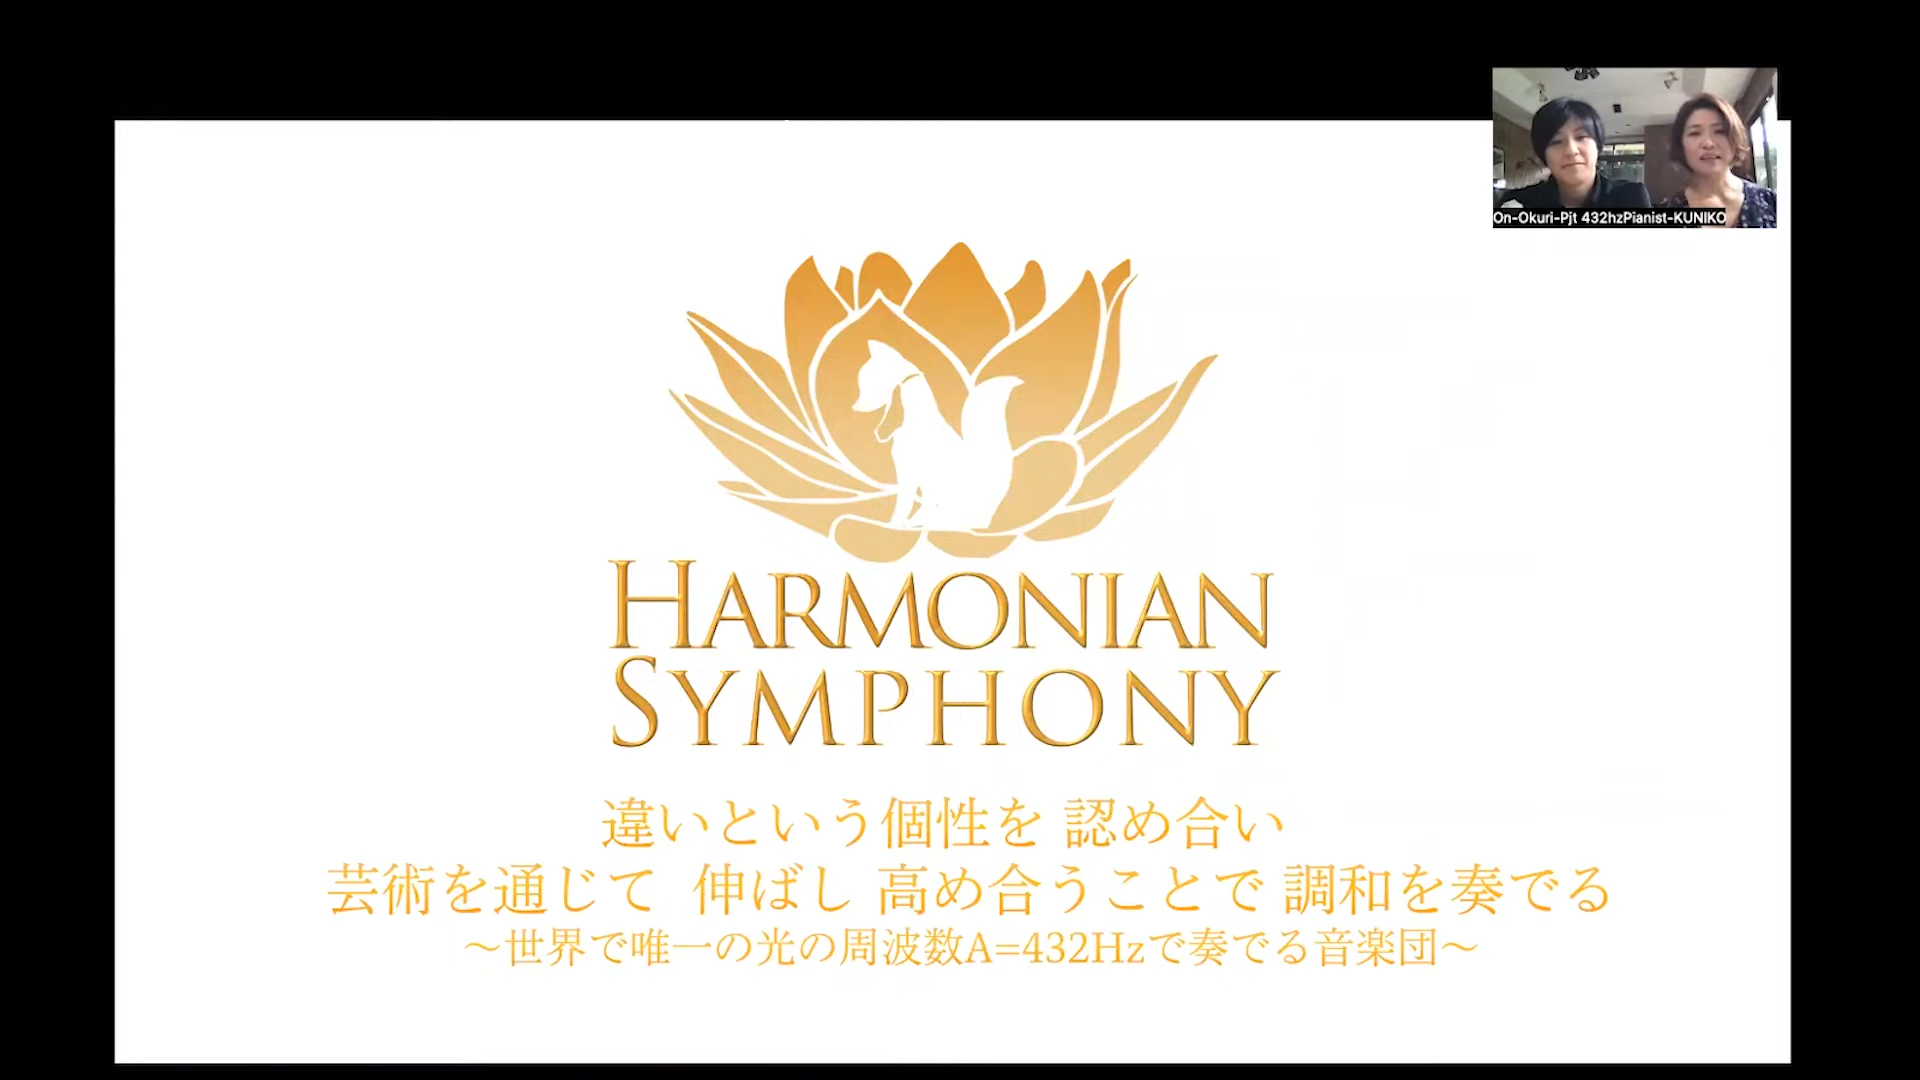 On-Okuri-Pjt 432hzPianist-KUNIKO
HARMONIAN
SYMPHONY
違いという個性を 認め合い
芸術を通じて 伸ばし 高め合うことで 調和を奏でる
～世界で唯一の光の周波数A=432Hzで奏でる音楽団～